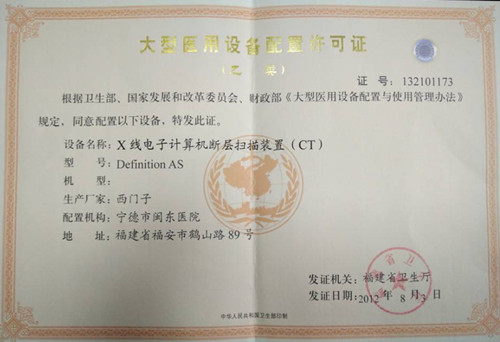 大型医用设备配置许可证
（乙 类）
证 号：132101173
根据卫生部、国家发展和改革委员会、财政部《大型医用设备配置与使用管理办法》
规定，同意配置以下设备，特发此证。
设备名称：X线电子计算机断层扫描装置（CT）
型 号：Definition AS
机 型：
生产厂家：西门子
配置机构：宁德市闽东医院
地 址：福建省福安市鹤山路89号
发证机关：福建省卫生厅
发证日期：2012 年 8 月 3 日
中华人民共和国卫生部印制